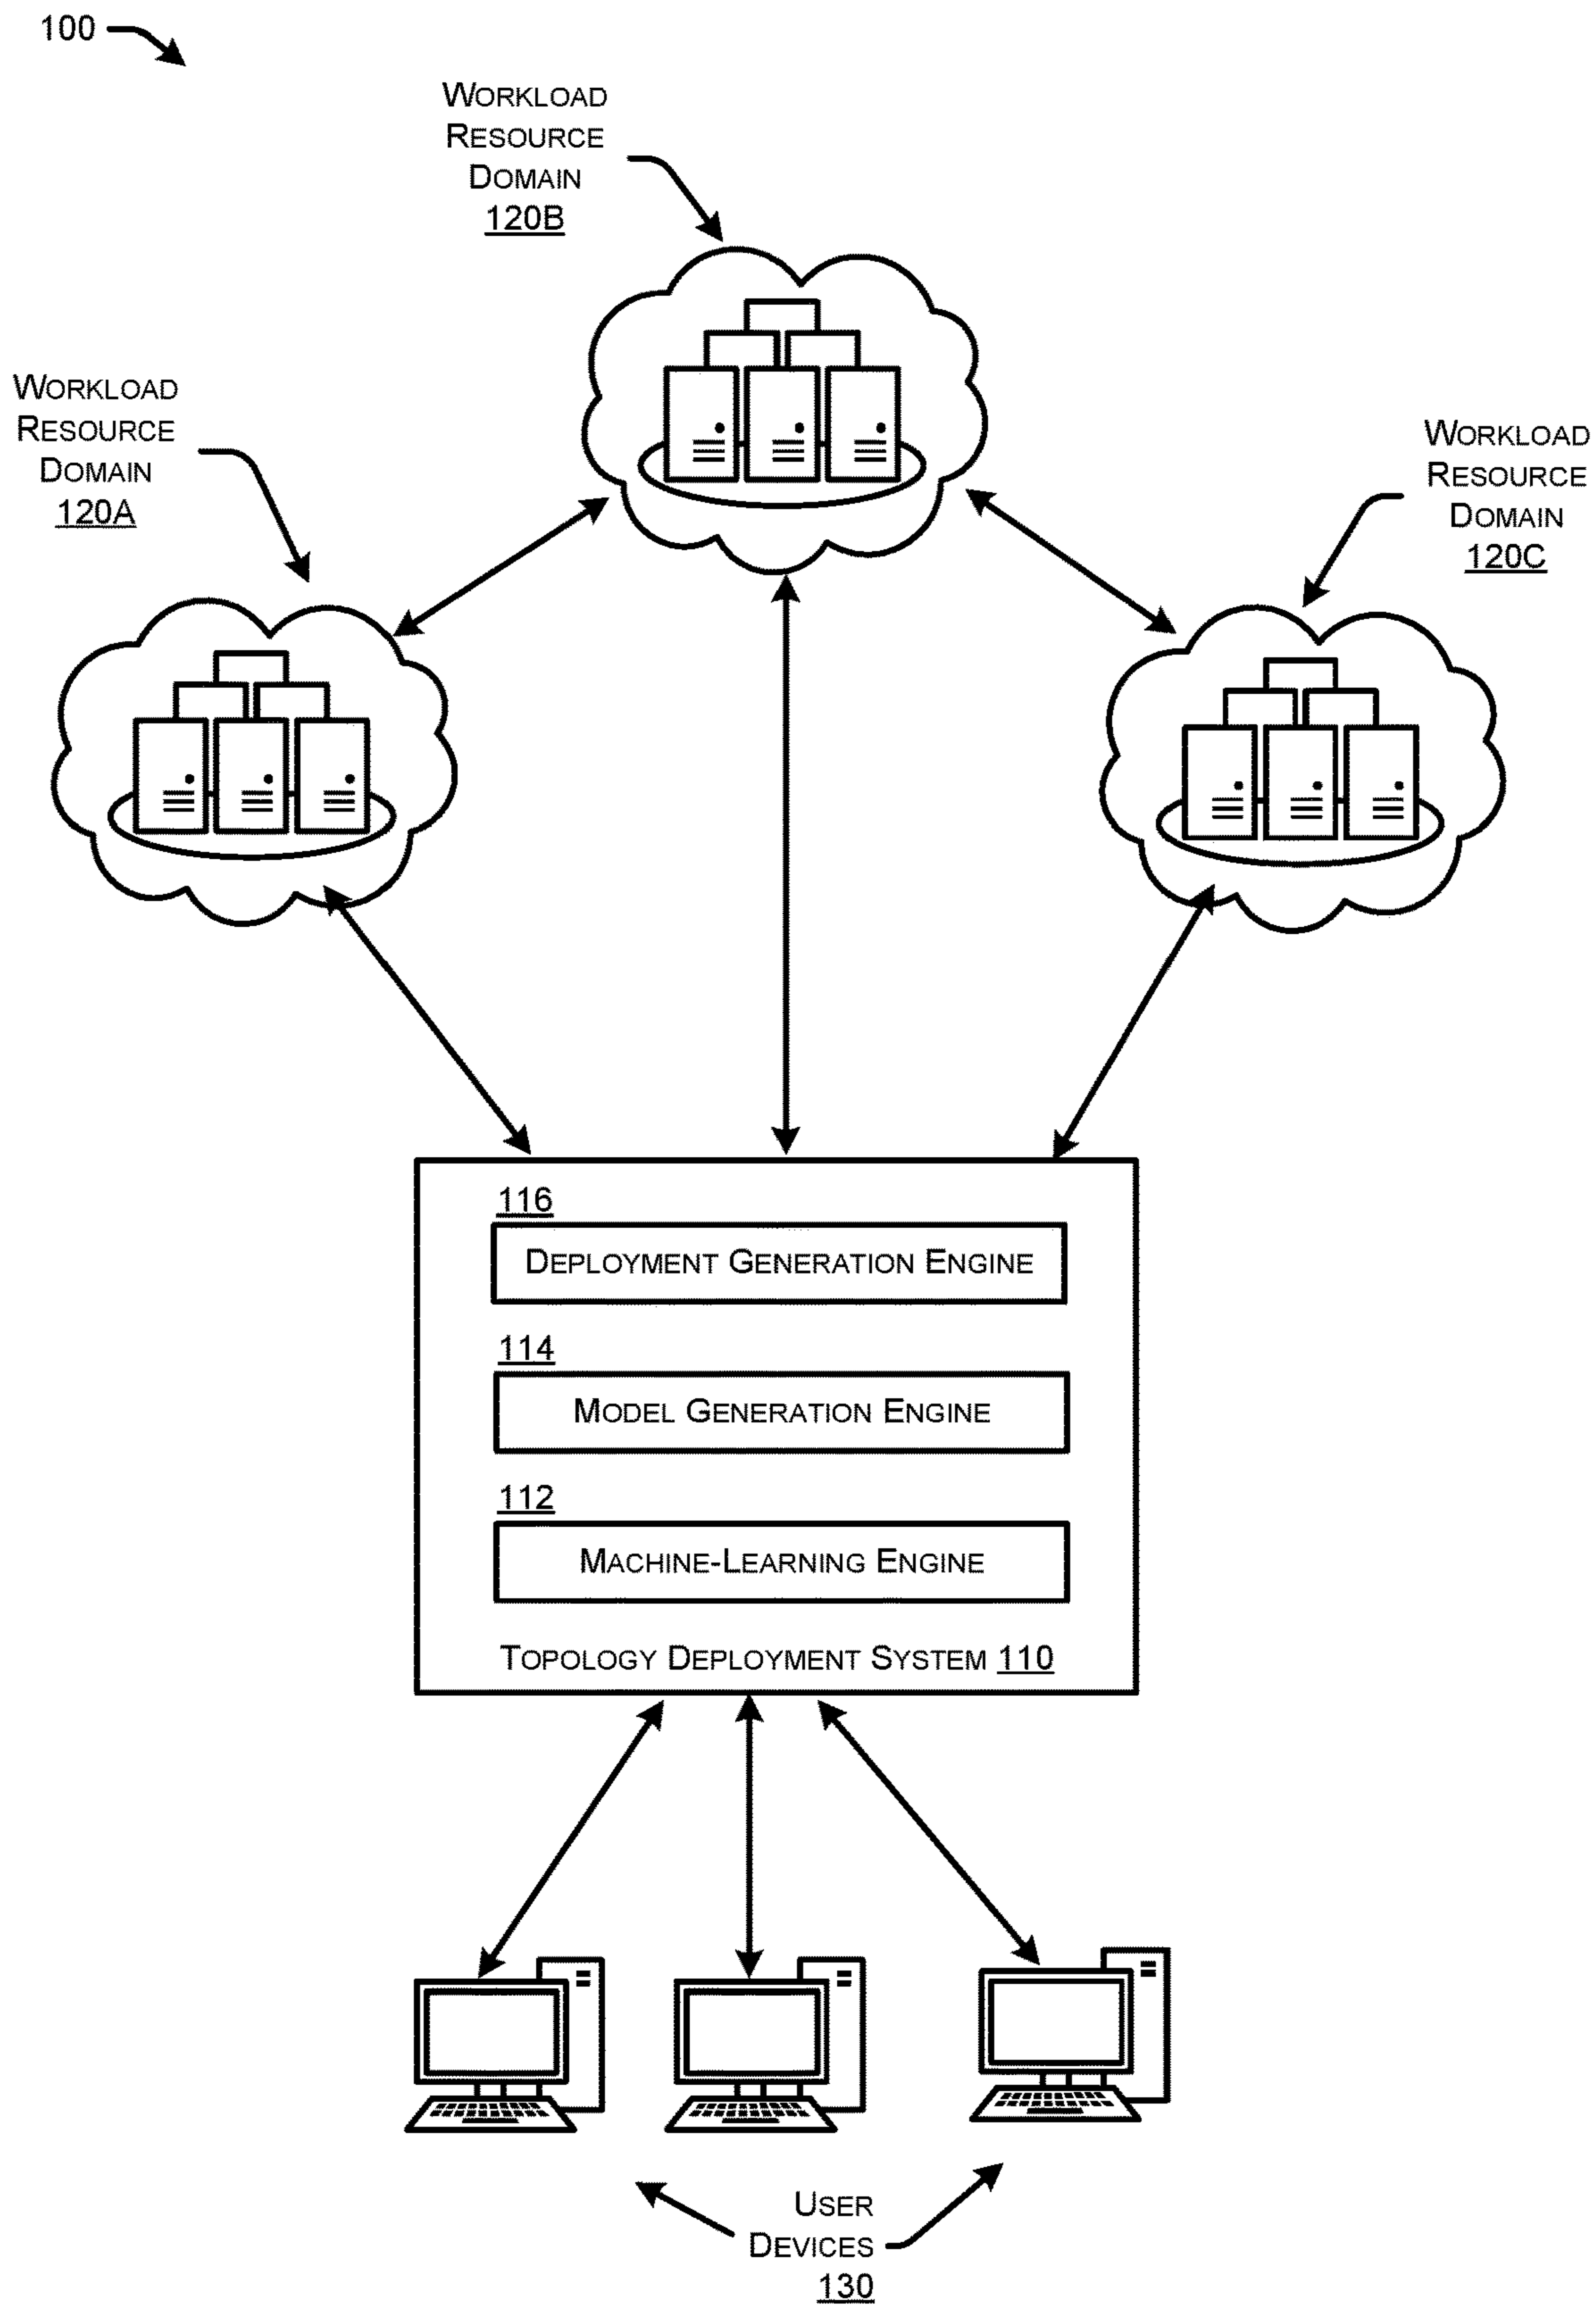 100
WORKLOAD
RESOURCE
DOMAIN
120B
WORKLOAD
RESOURCE
DOMAIN
120A
WORKLOAD
RESOURCE
DOMAIN
120C
116
DEPLOYMENT GENERATION ENGINE
114
MODEL GENERATION ENGINE
112
MACHINE-LEARNING ENGINE
TOPOLOGY DEPLOYMENT SYSTEM 110
USER
DEVICES
130